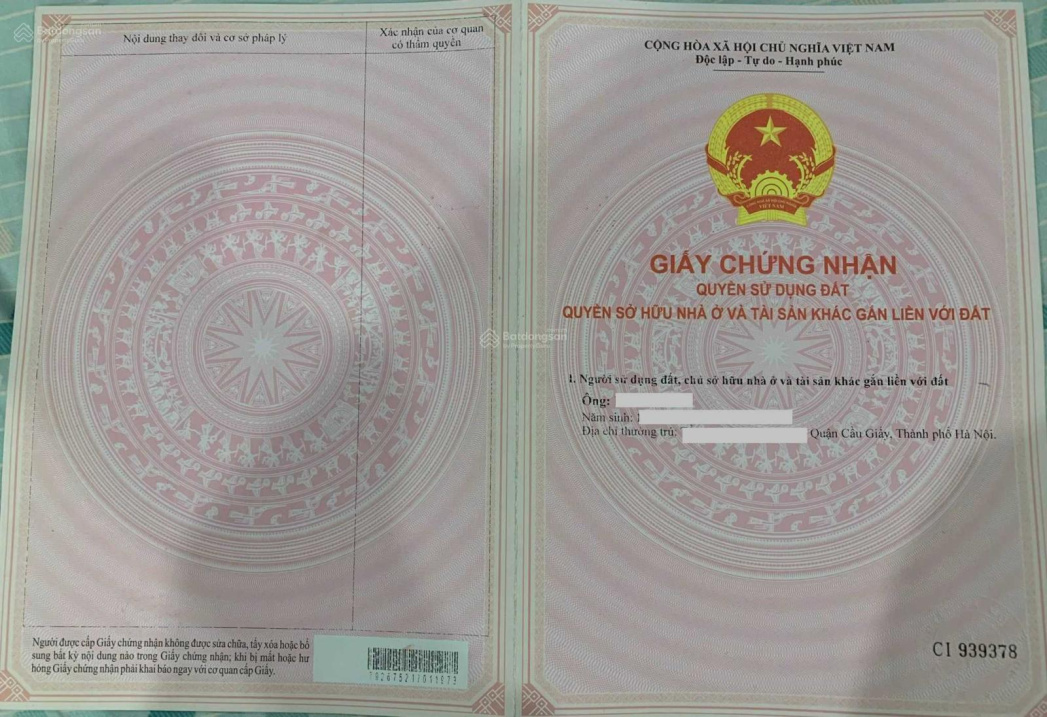 Nội dung thay đổi và cơ sở pháp lý
Xác nhận của cơ quan
có thẩm quyền
Người được cấp Giấy chứng nhận không được sửa chữa, tẩy xóa hoặc bổ
sung bất kỳ nội dung nào trong Giấy chứng nhận; khi bị mất hoặc hư
hỏng Giấy chứng nhận phải khai báo ngay với cơ quan cấp Giấy.
CỘNG HÒA XÃ HỘI CHỦ NGHĨA VIỆT NAM
Độc lập - Tự do - Hạnh phúc
VIỆT NAM
GIẤY CHỨNG NHẬN
QUYỀN SỬ DỤNG ĐẤT
QUYỀN SỞ HỮU NHÀ Ở VÀ TÀI SẢN KHÁC GẮN LIỀN VỚI ĐẤT
Batdongsan
I. Người sử dụng đất, chủ sở hữu nhà ở và tài sản khác gắn liền với đất
Ông:
Năm sinh:
Địa chỉ thường trú: Quận Cầu Giấy, Thành phố Hà Nội.
CI 939378